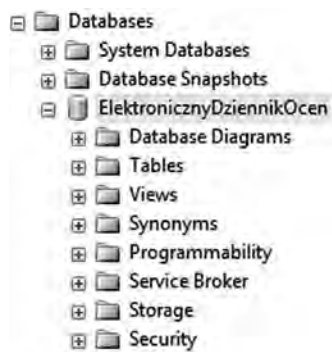 Databases
System Databases
Database Snapshots
ElektronicznyDziennikOcen
Database Diagrams
Tables
Views
Synonyms
Programmability
Service Broker
Storage
Security